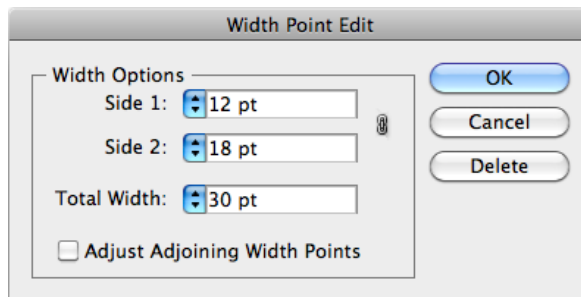 Width Point Edit
Width Options
Side 1: 12 pt
Side 2: 18 pt
Total Width: 30 pt
Adjust Adjoining Width Points
OK
Cancel
Delete